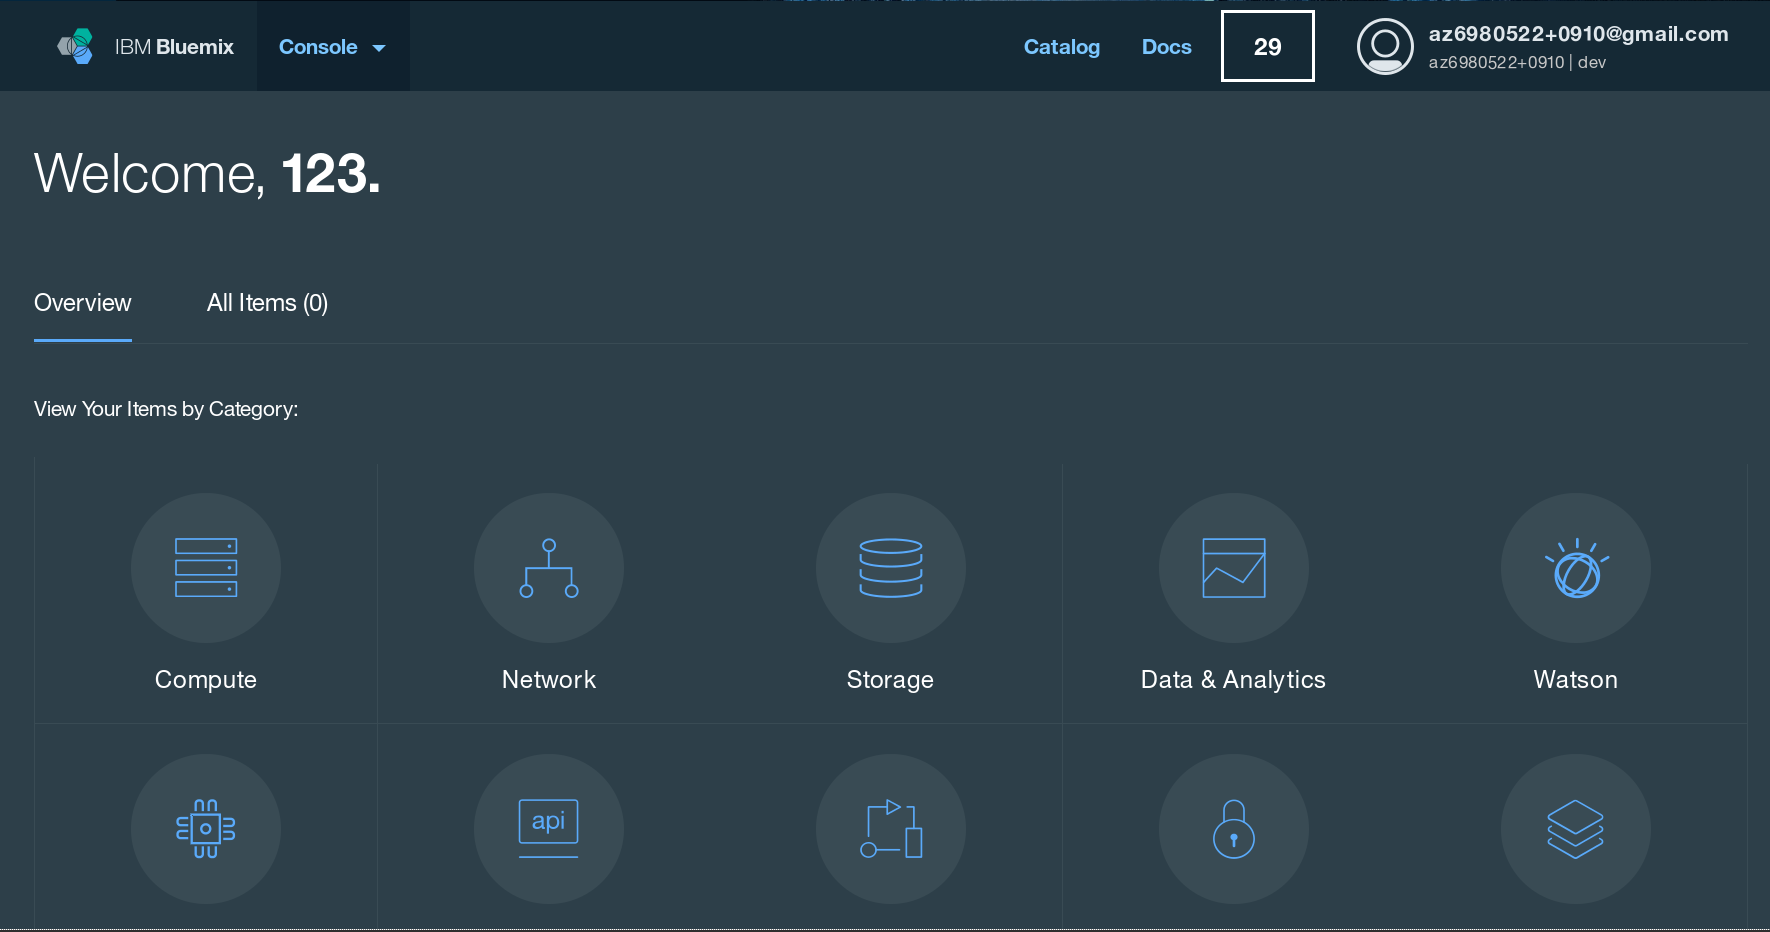 IBM Bluemix
Console
Catalog
Docs
29
az6980522+0910@gmail.com
az6980522+0910 | dev
Welcome, 123.
Overview
All Items (0)
View Your Items by Category:
Compute
Network
Storage
Data & Analytics
Watson
api